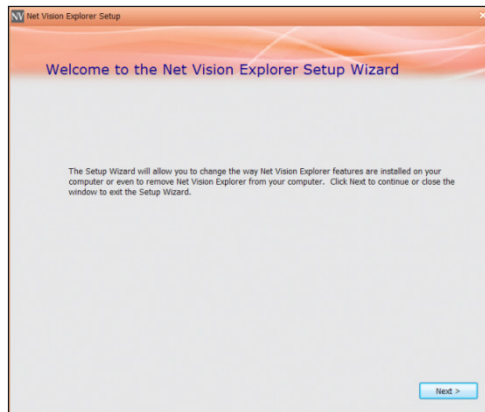 NV Net Vision Explorer Setup
Welcome to the Net Vision Explorer Setup Wizard
The Setup Wizard will allow you to change the way Net Vision Explorer features are installed on your
computer or even to remove Net Vision Explorer from your computer. Click Next to continue or close the
window to exit the Setup Wizard.
Next >